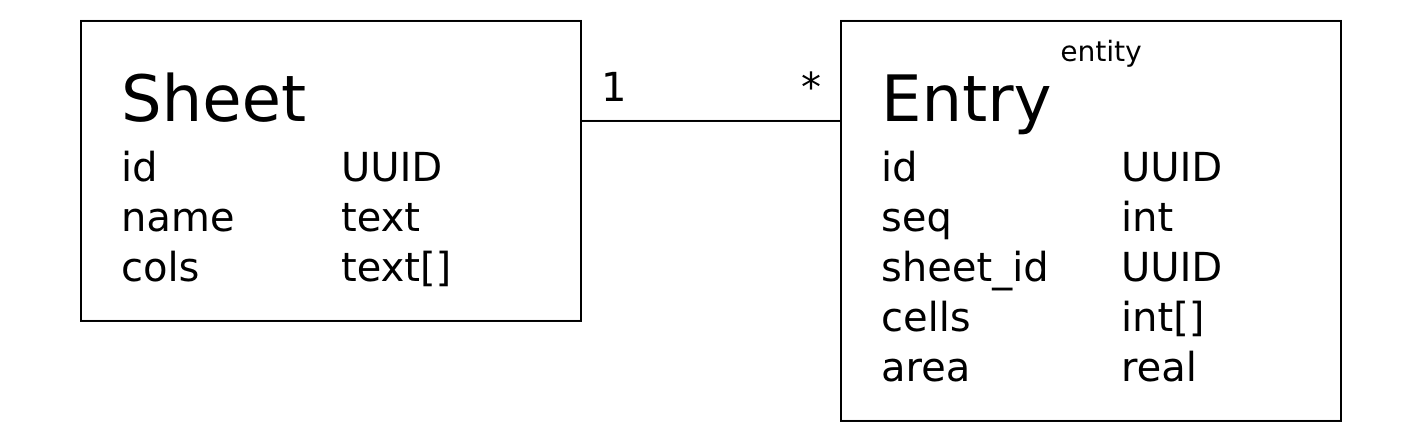 Sheet
id UUID
name text
cols text[]
1 *
entity
Entry
id UUID
seq int
sheet_id UUID
cells int[]
area real